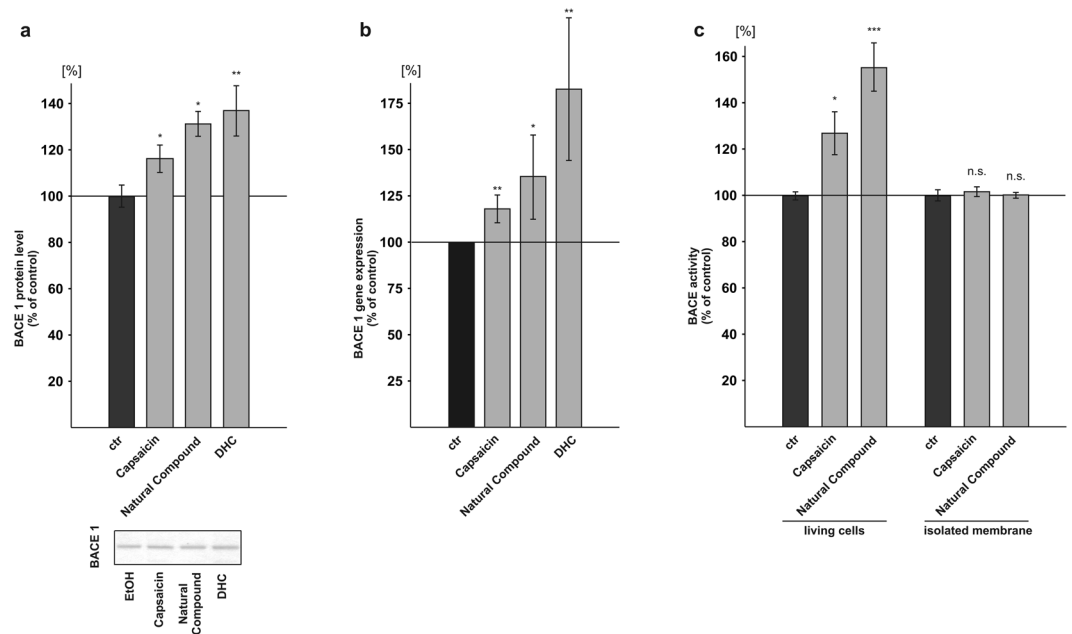 a
[%]
**
*
*
140
120
100
80
60
40
20
BACE 1 protein level
(% of control)
ctr
Capsaicin
Natural Compound
DHC
BACE 1
EtOH
Capsaicin
Natural
Compound
DHC
b
[%]
**
*
**
175
150
125
100
75
50
25
BACE 1 gene expression
(% of control)
ctr
Capsaicin
Natural Compound
DHC
c
[%]
***
*
n.s.
n.s.
160
140
120
100
80
60
40
20
BACE activity
(% of control)
ctr
Capsaicin
Natural Compound
living cells
ctr
Capsaicin
Natural Compound
isolated membrane